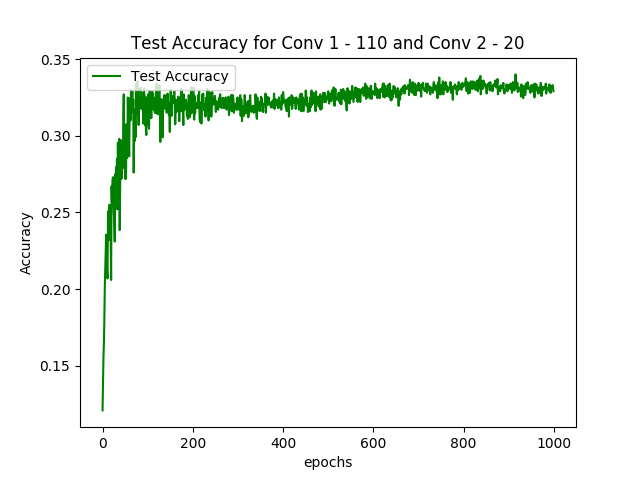 Test Accuracy for Conv 1 - 110 and Conv 2 - 20
Test Accuracy
0.35
0.30
0.25
0.20
0.15
Accuracy
0 200 400 600 800 1000
epochs